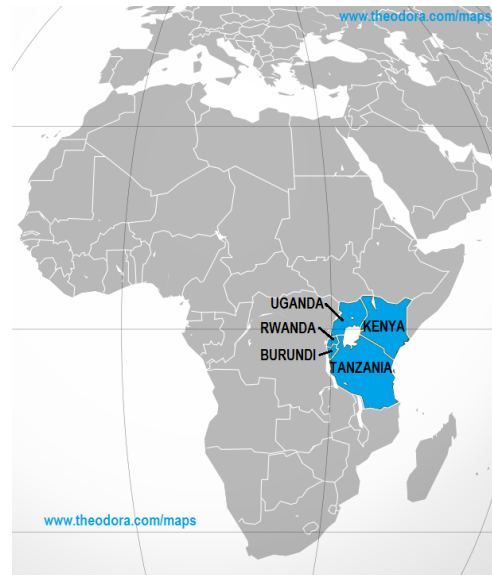 www.theodora.com/maps
UGANDA
KENYA
RWANDA
BURUNDI
TANZANIA
www.theodora.com/maps